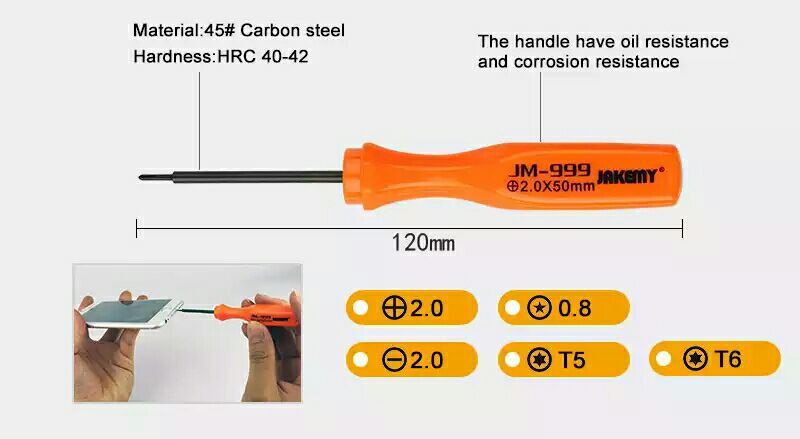 Material:45# Carbon steel
Hardness:HRC 40-42
The handle have oil resistance
and corrosion resistance
JM-999
⊕2.0X50mm
JAKEMY®
120mm
⊕ 2.0
0.8
⊖ 2.0
T5
T6